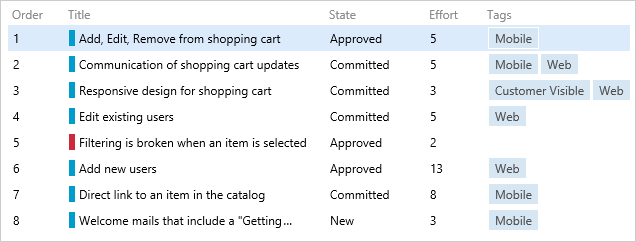 Order Title State Effort Tags
1 Add, Edit, Remove from shopping cart Approved 5 Mobile
2 Communication of shopping cart updates Committed 5 Mobile Web
3 Responsive design for shopping cart Committed 3 Customer Visible Web
4 Edit existing users Committed 5 Web
5 Filtering is broken when an item is selected Approved 2
6 Add new users Approved 13 Web
7 Direct link to an item in the catalog Committed 8 Mobile
8 Welcome mails that include a "Getting... New 3 Mobile